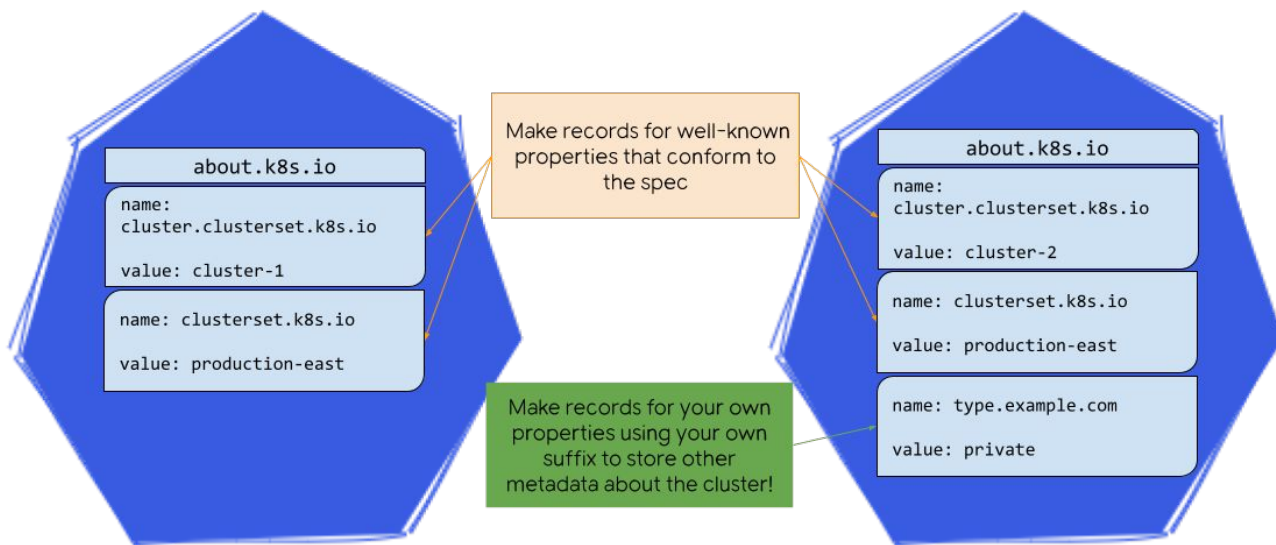 about.k8s.io
name:
cluster.clusterset.k8s.io
value: cluster-1
name: clusterset.k8s.io
value: production-east
Make records for well-known
properties that conform to
the spec
Make records for your own
properties using your own
suffix to store other
metadata about the cluster!
about.k8s.io
name:
cluster.clusterset.k8s.io
value: cluster-2
name: clusterset.k8s.io
value: production-east
name: type.example.com
value: private